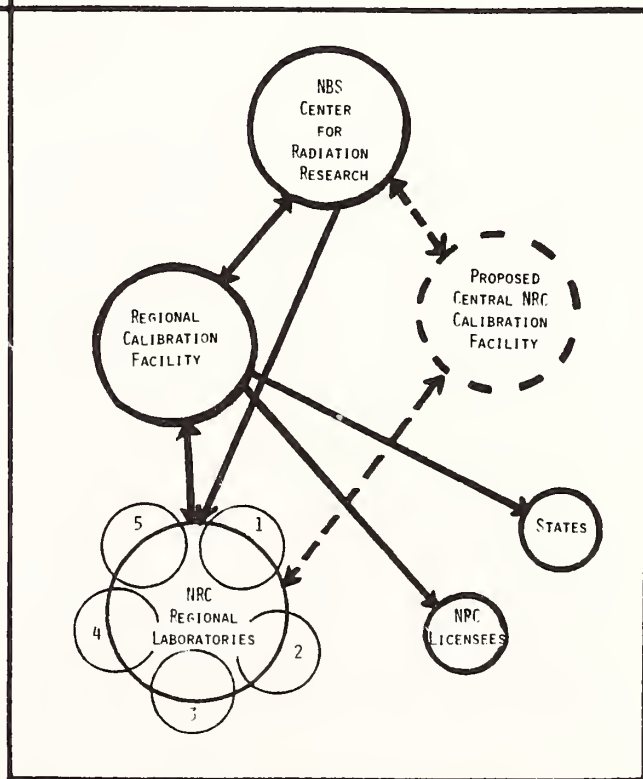 NBS
CENTER
FOR
RADIATION
RESEARCH
PROPOSED
CENTRAL NRC
CALIBRATION
FACILITY
REGIONAL
CALIBRATION
FACILITY
STATES
5
1
NRC
REGIONAL
LABORATORIES
4
2
3
NRC
LICENSEES